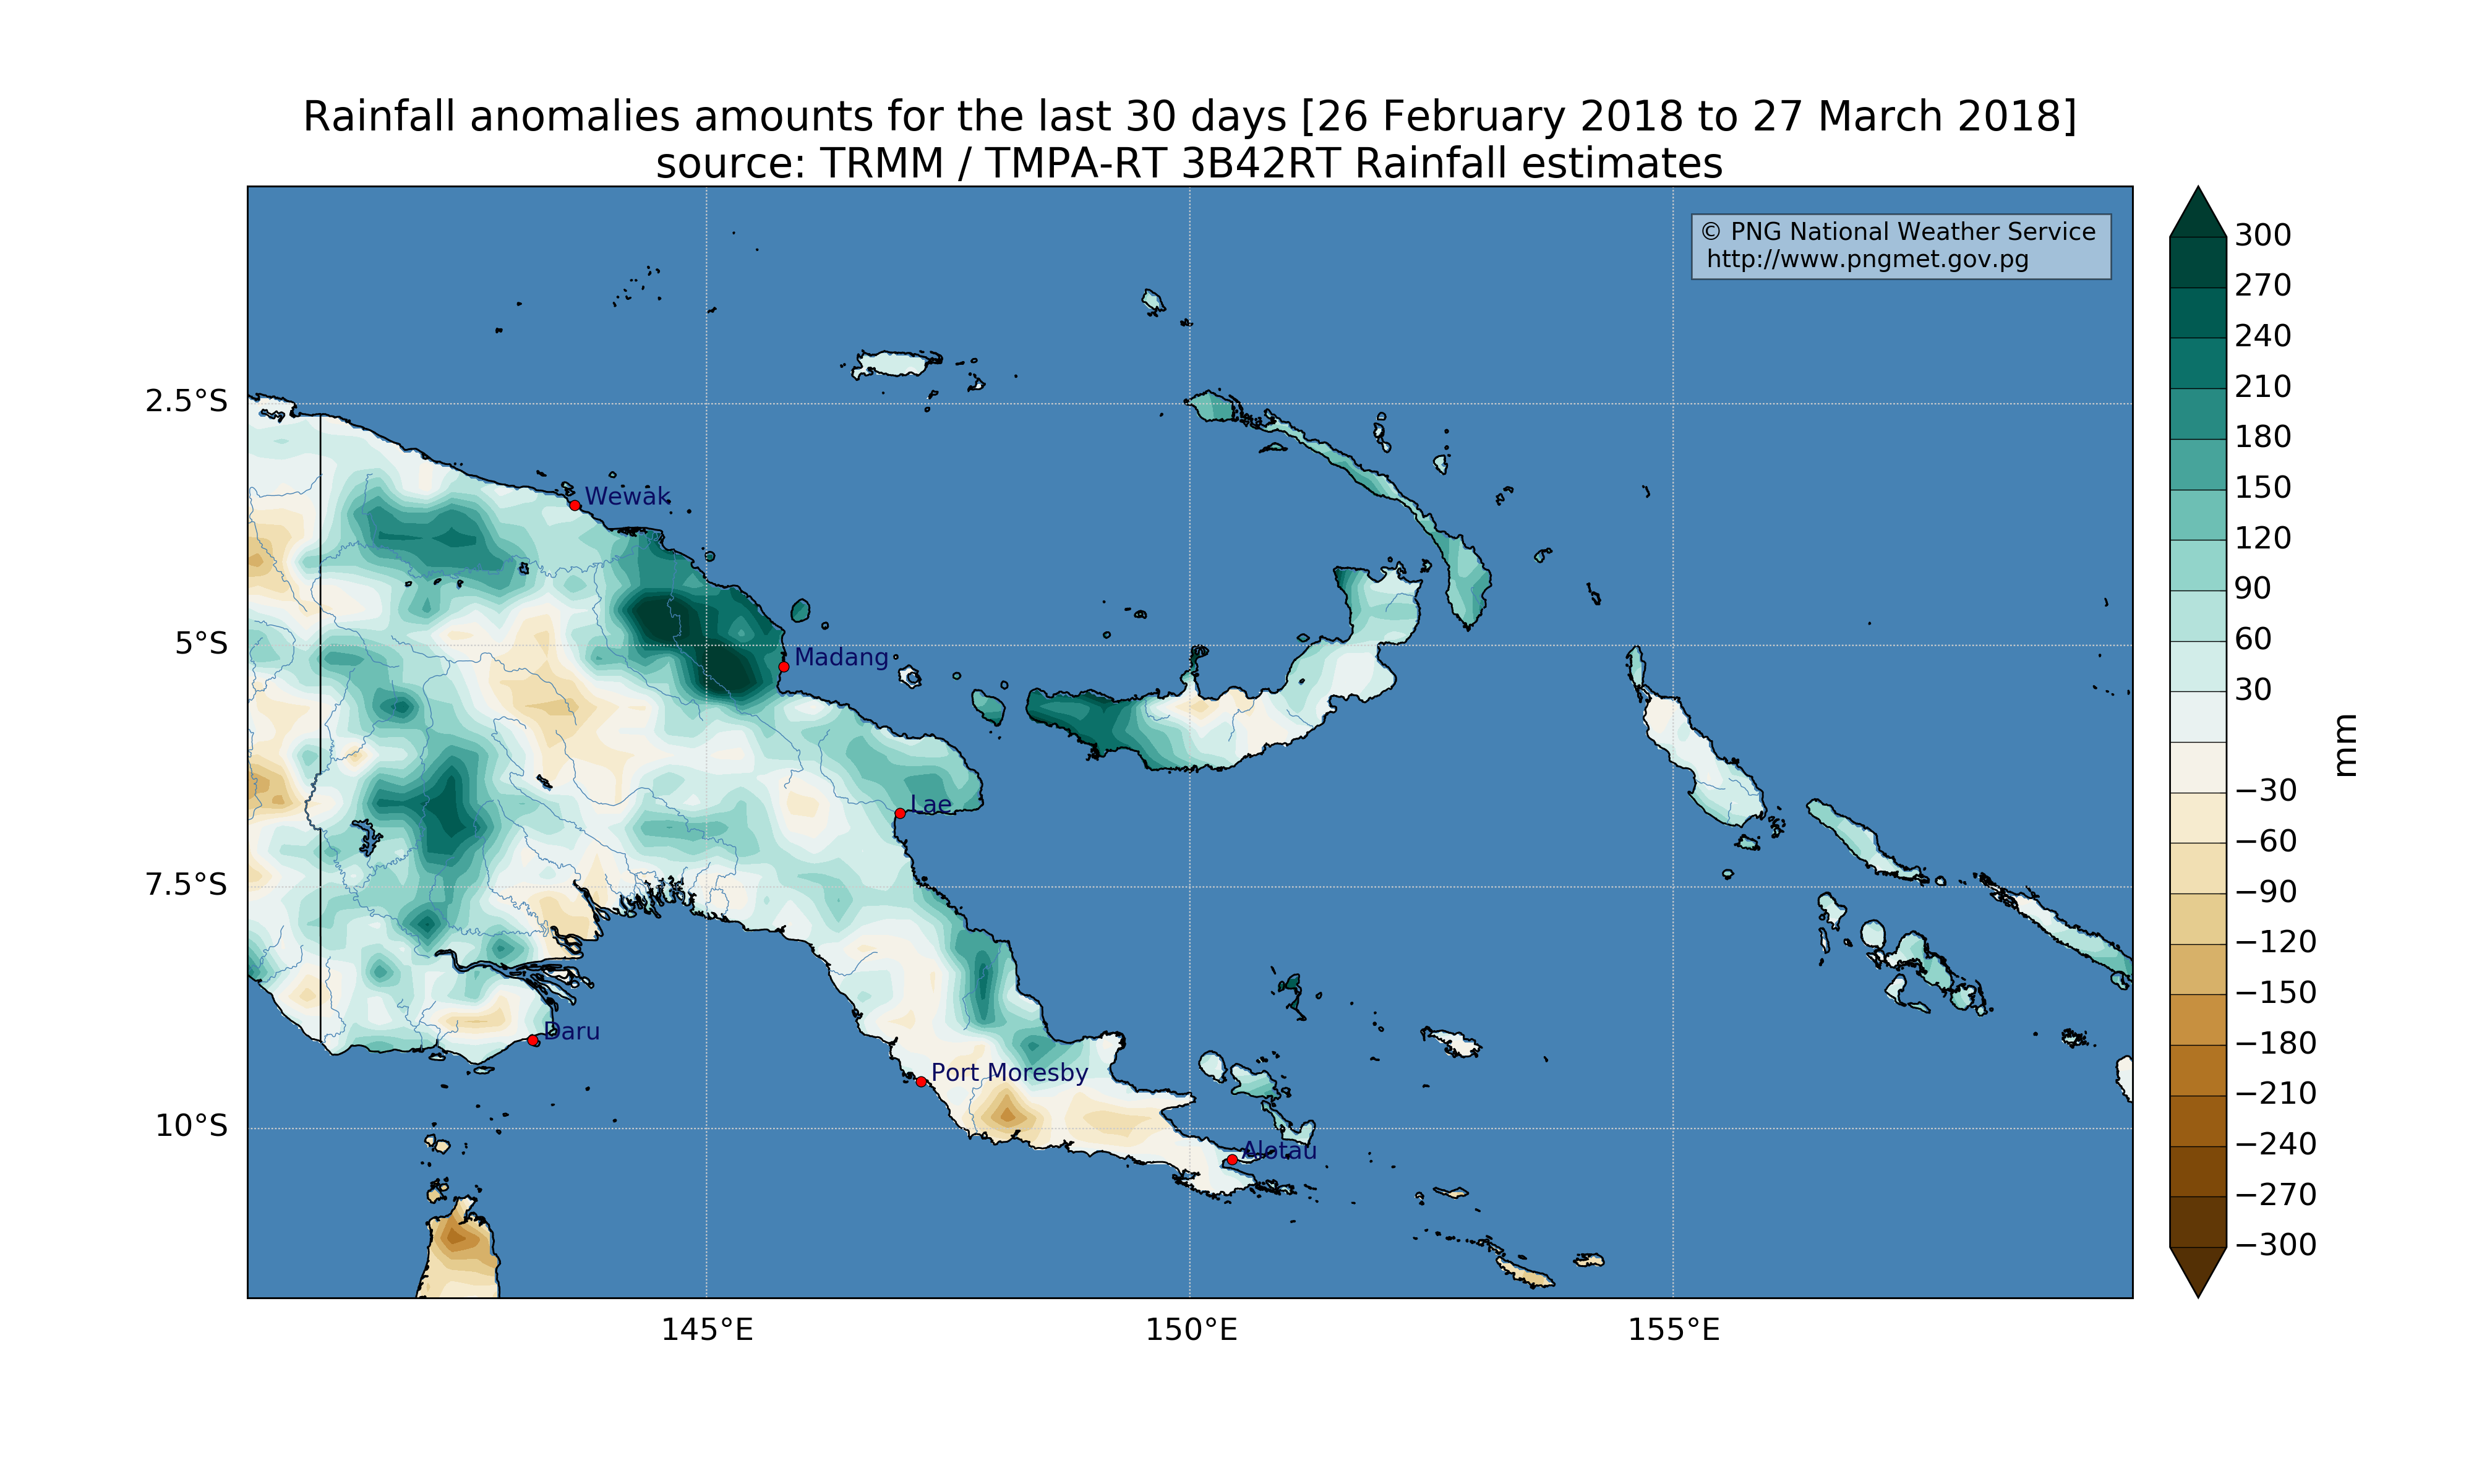 Rainfall anomalies amounts for the last 30 days [26 February 2018 to 27 March 2018]
source: TRMM / TMPA-RT 3B42RT Rainfall estimates
© PNG National Weather Service
http://www.pngmet.gov.pg
2.5°S
5°S
7.5°S
10°S
Wewak
Madang
Lae
Daru
Port Moresby
Alotau
145°E
150°E
155°E
300
270
240
210
180
150
120
90
60
30
−30
−60
−90
−120
−150
−180
−210
−240
−270
−300
mm